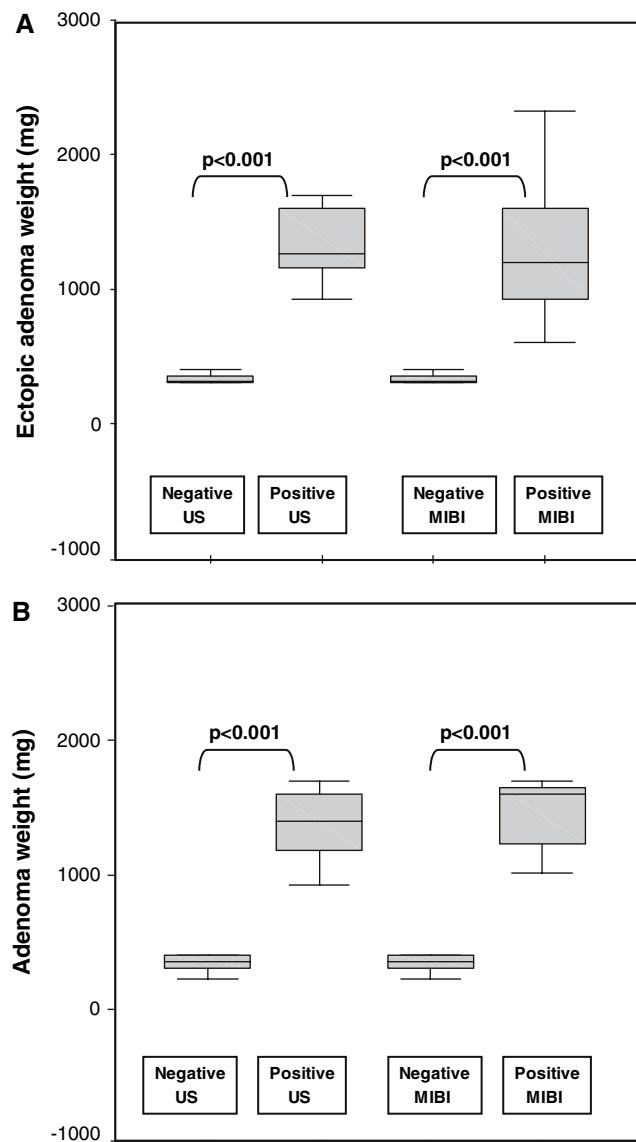 A
3000
2000
1000
0
-1000
Ectopic adenoma weight (mg)
p<0.001
p<0.001
Negative
US
Positive
US
Negative
MIBI
Positive
MIBI
B
3000
2000
1000
0
-1000
Adenoma weight (mg)
p<0.001
p<0.001
Negative
US
Positive
US
Negative
MIBI
Positive
MIBI